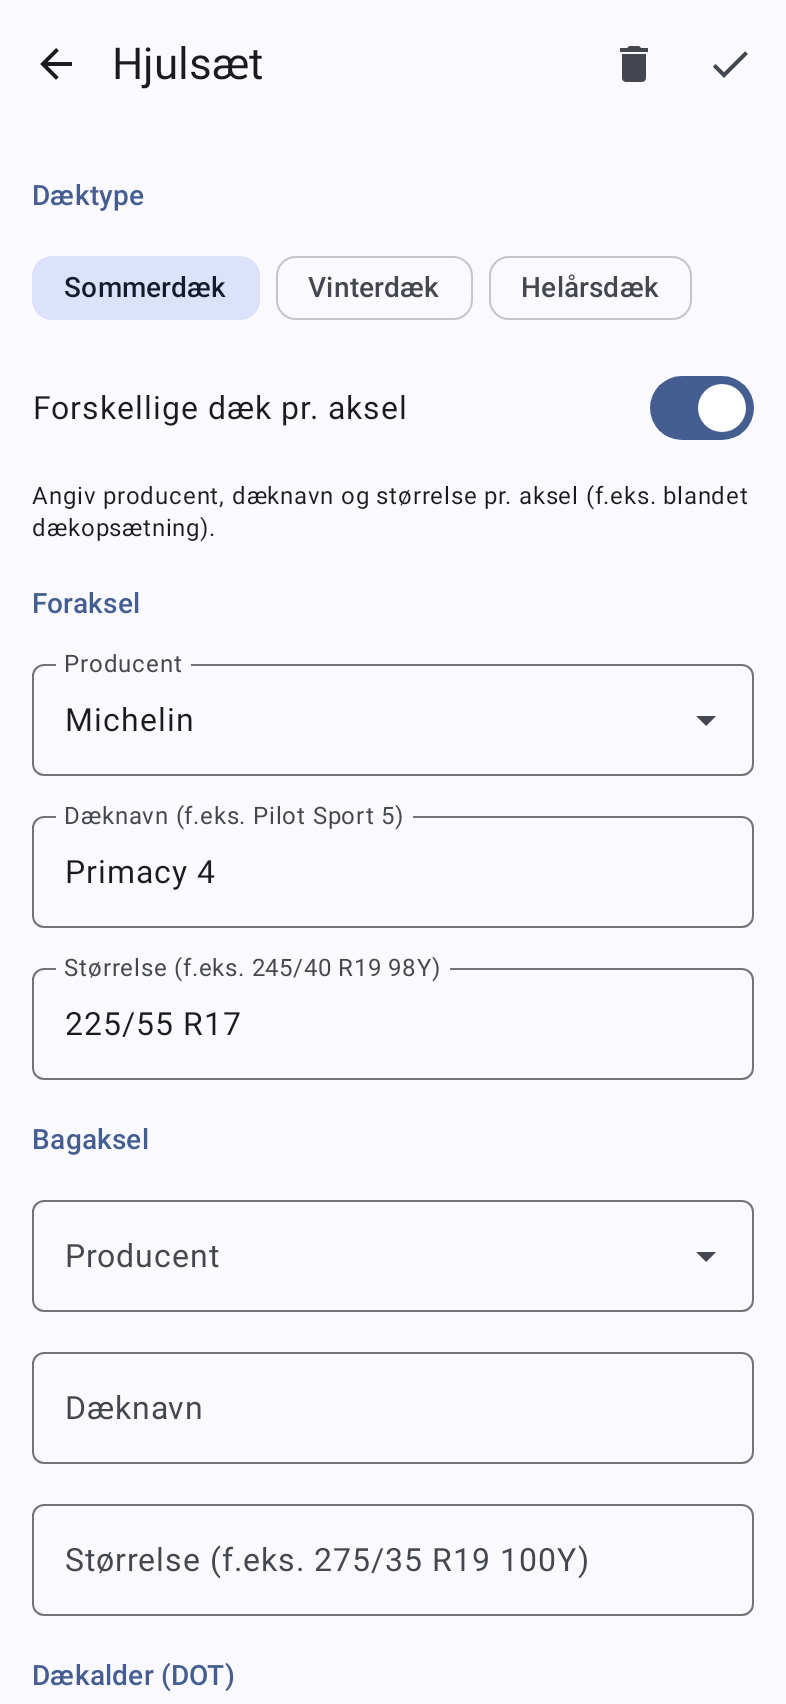 Hjulsæt
Dæktype
Sommerdæk
Vinterdæk
Helårsdæk
Forskellige dæk pr. aksel
Angiv producent, dæknavn og størrelse pr. aksel (f.eks. blandet
dækopsætning).
Foraksel
Producent
Michelin
Dæknavn (f.eks. Pilot Sport 5)
Primacy 4
Størrelse (f.eks. 245/40 R19 98Y)
225/55 R17
Bagaksel
Producent
Dæknavn
Størrelse (f.eks. 275/35 R19 100Y)
Dækalder (DOT)